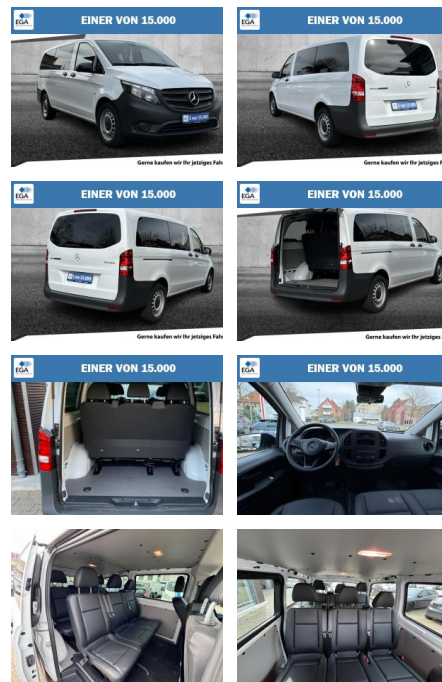 EGA
EINER VON 15.000
Gerne kaufen wir Ihr jetziges Fah
EGA
EINER VON 15.000
Gerne kaufen wir Ihr jetziges F
EGA
EINER VON 15.000
Gerne kaufen wir Ihr jetziges Fah
EGA
EINER VON 15.000
Gerne kaufen wir Ihr jetziges
EGA
EINER VON 15.000
EGA
EINER VON 15.000